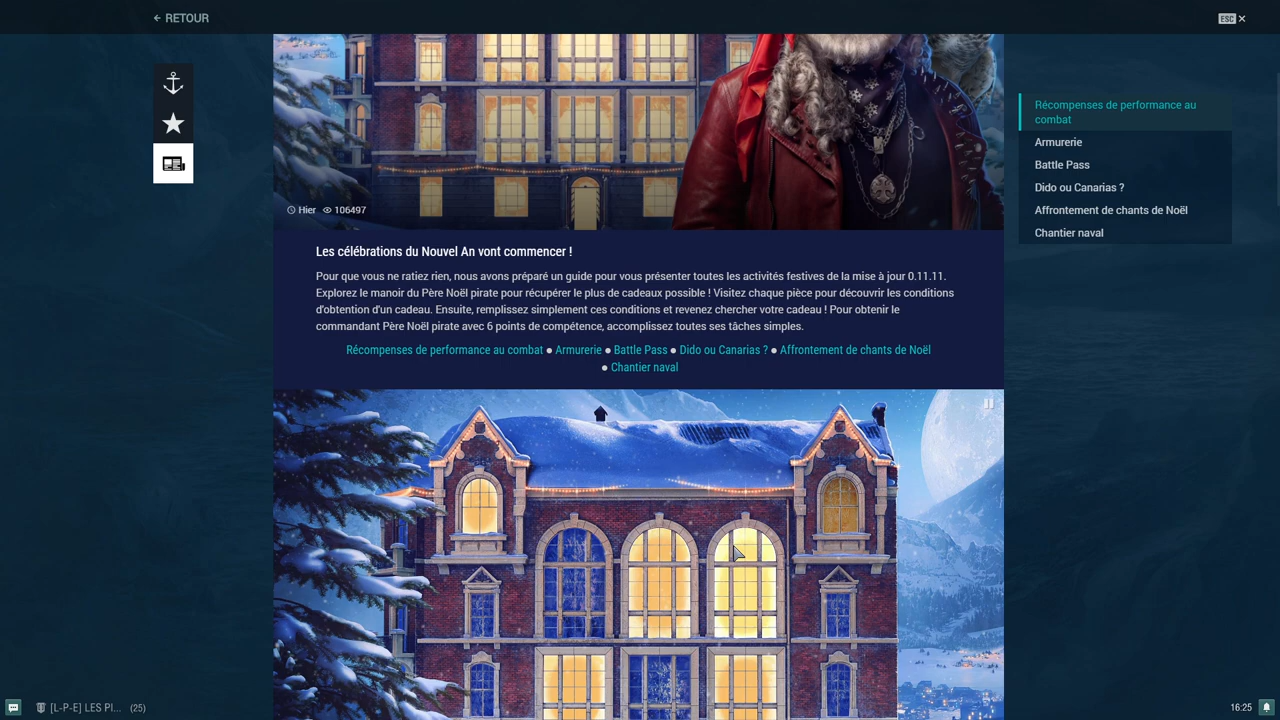 RETOUR
ESC
Récompenses de performance au
combat
Armurerie
Battle Pass
Dido ou Canarias ?
Affrontement de chants de Noël
Chantier naval
Hier 106497
Les célébrations du Nouvel An vont commencer !
Pour que vous ne ratiez rien, nous avons préparé un guide pour vous présenter toutes les activités festives de la mise à jour 0.11.11.
Explorez le manoir du Père Noël pirate pour récupérer le plus de cadeaux possible ! Visitez chaque pièce pour découvrir les conditions
d'obtention d'un cadeau. Ensuite, remplissez simplement ces conditions et revenez chercher votre cadeau ! Pour obtenir le
commandant Père Noël pirate avec 6 points de compétence, accomplissez toutes ses tâches simples.
Récompenses de performance au combat ● Armurerie ● Battle Pass ● Dido ou Canarias ? ● Affrontement de chants de Noël
● Chantier naval
[L-P-E] LES PI... (25)
16:25